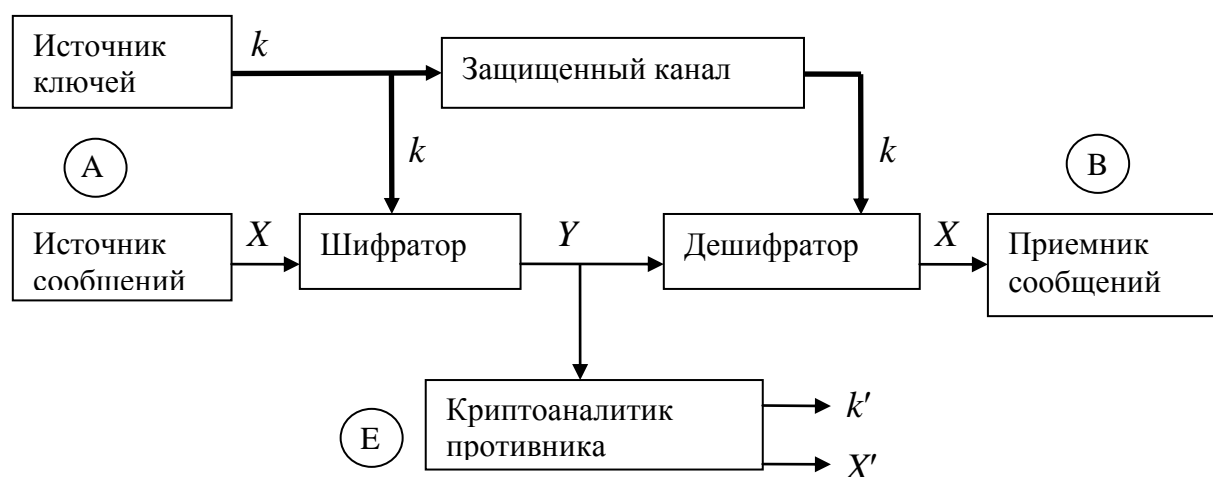 Источник
ключей
k
Защищенный канал
k
k
А
В
Источник
сообщений
X
Шифратор
Y
Дешифратор
X
Приемник
сообщений
Криптоаналитик
противника
k′
X′
Е